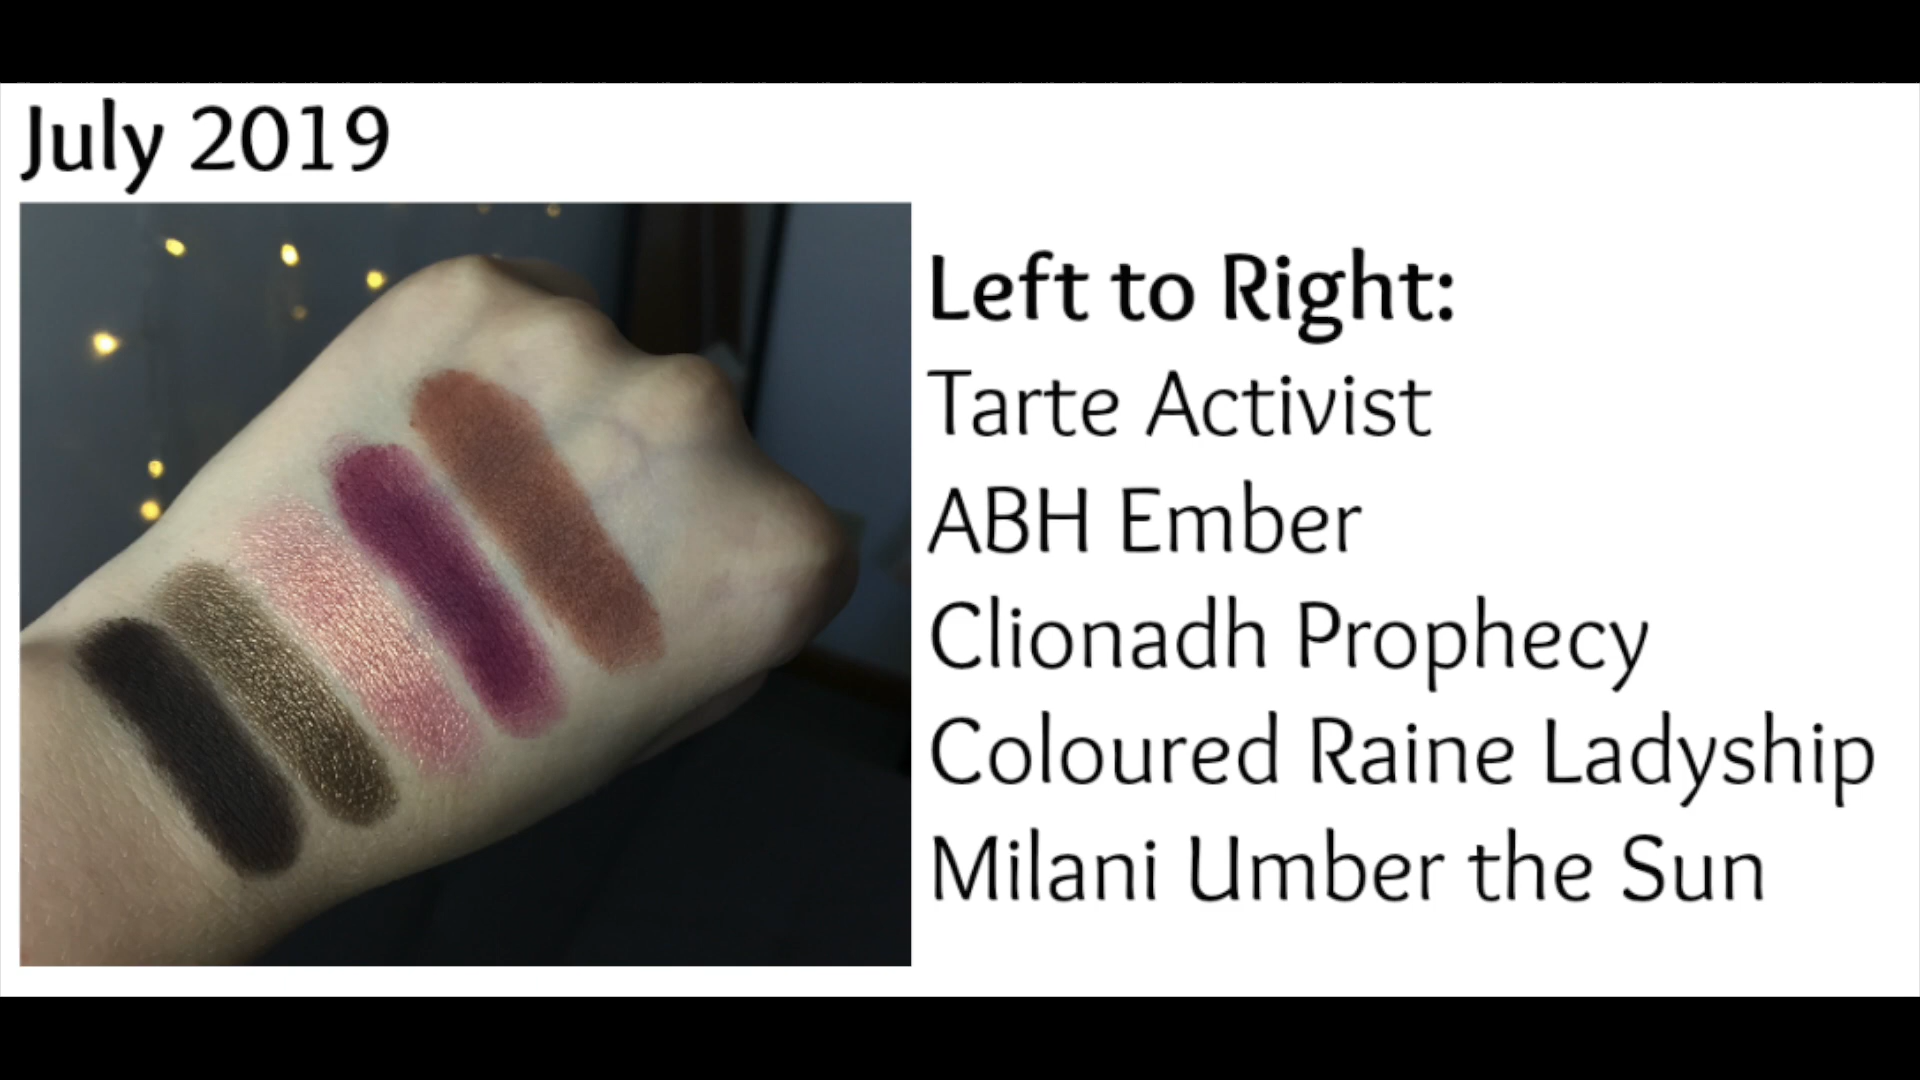 July 2019
Left to Right:
Tarte Activist
ABH Ember
Clionadh Prophecy
Coloured Raine Ladyship
Milani Umber the Sun